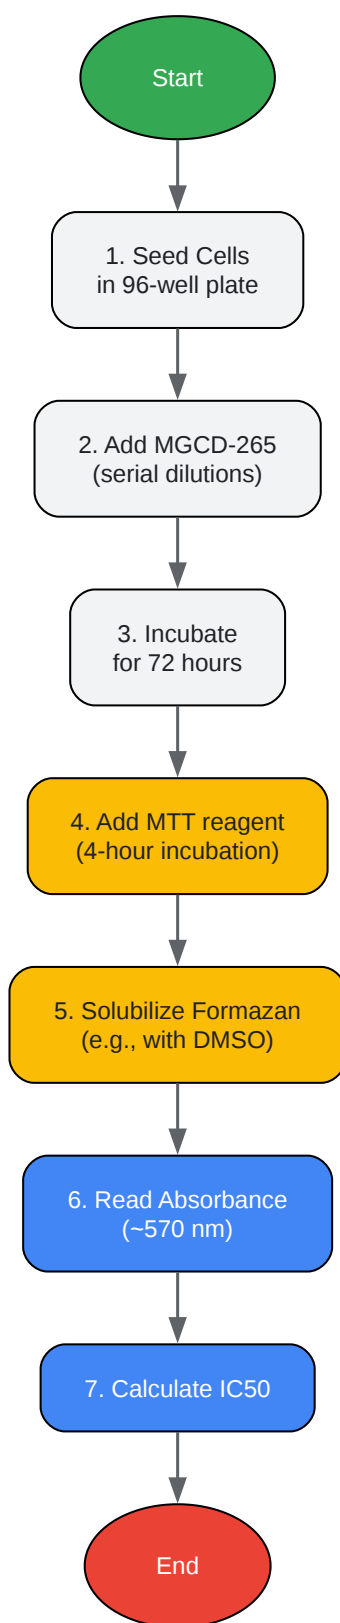 Start
1. Seed Cells
in 96-well plate
2. Add MGCD-265
(serial dilutions)
3. Incubate
for 72 hours
4. Add MTT reagent
(4-hour incubation)
5. Solubilize Formazan
(e.g., with DMSO)
6. Read Absorbance
(~570 nm)
7. Calculate IC50
End